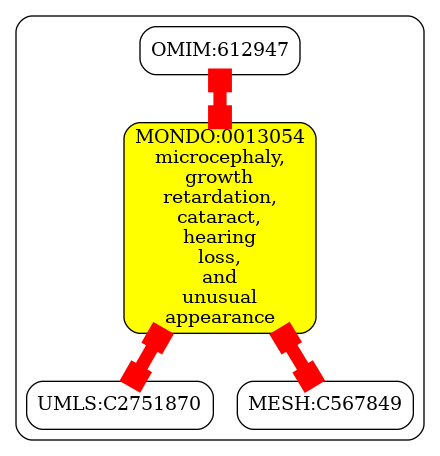 OMIM:612947
MONDO:0013054
microcephaly,
growth
retardation,
cataract,
hearing
loss,
and
unusual
appearance
UMLS:C2751870
MESH:C567849